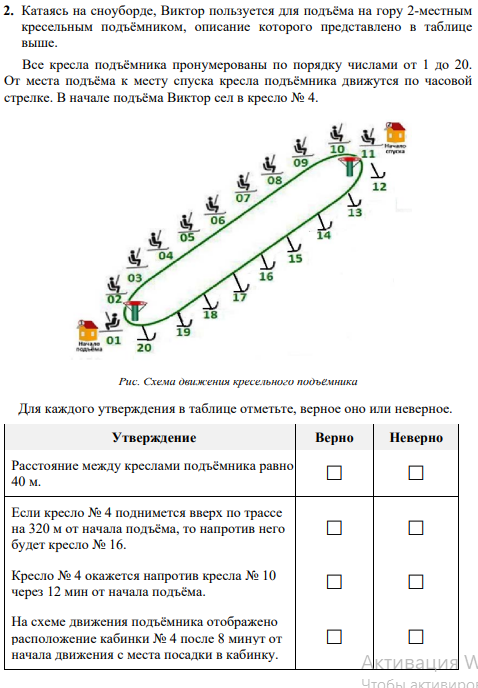 2. Катаясь на сноуборде, Виктор пользуется для подъёма на гору 2-местным
кресельным подъёмником, описание которого представлено в таблице
выше.
Все кресла подъёмника пронумерованы по порядку числами от 1 до 20.
От места подъёма к месту спуска кресла подъёмника движутся по часовой
стрелке. В начале подъёма Виктор сел в кресло № 4.
10
11
Начало
спуска
09
12
08
07
13
06
14
05
15
04
16
03
17
02
18
19
Начало
подъёма
01
20
Рис. Схема движения кресельного подъёмника
Для каждого утверждения в таблице отметьте, верное оно или неверное.
Утверждение Верно Неверно
Расстояние между креслами подъёмника равно
40 м.
Если кресло № 4 поднимется вверх по трассе
на 320 м от начала подъёма, то напротив него
будет кресло № 16.
Кресло № 4 окажется напротив кресла № 10
через 12 мин от начала подъёма.
На схеме движения подъёмника отображено
расположение кабинки № 4 после 8 минут от
начала движения с места посадки в кабинку.
Активация W
Чтобы активиров